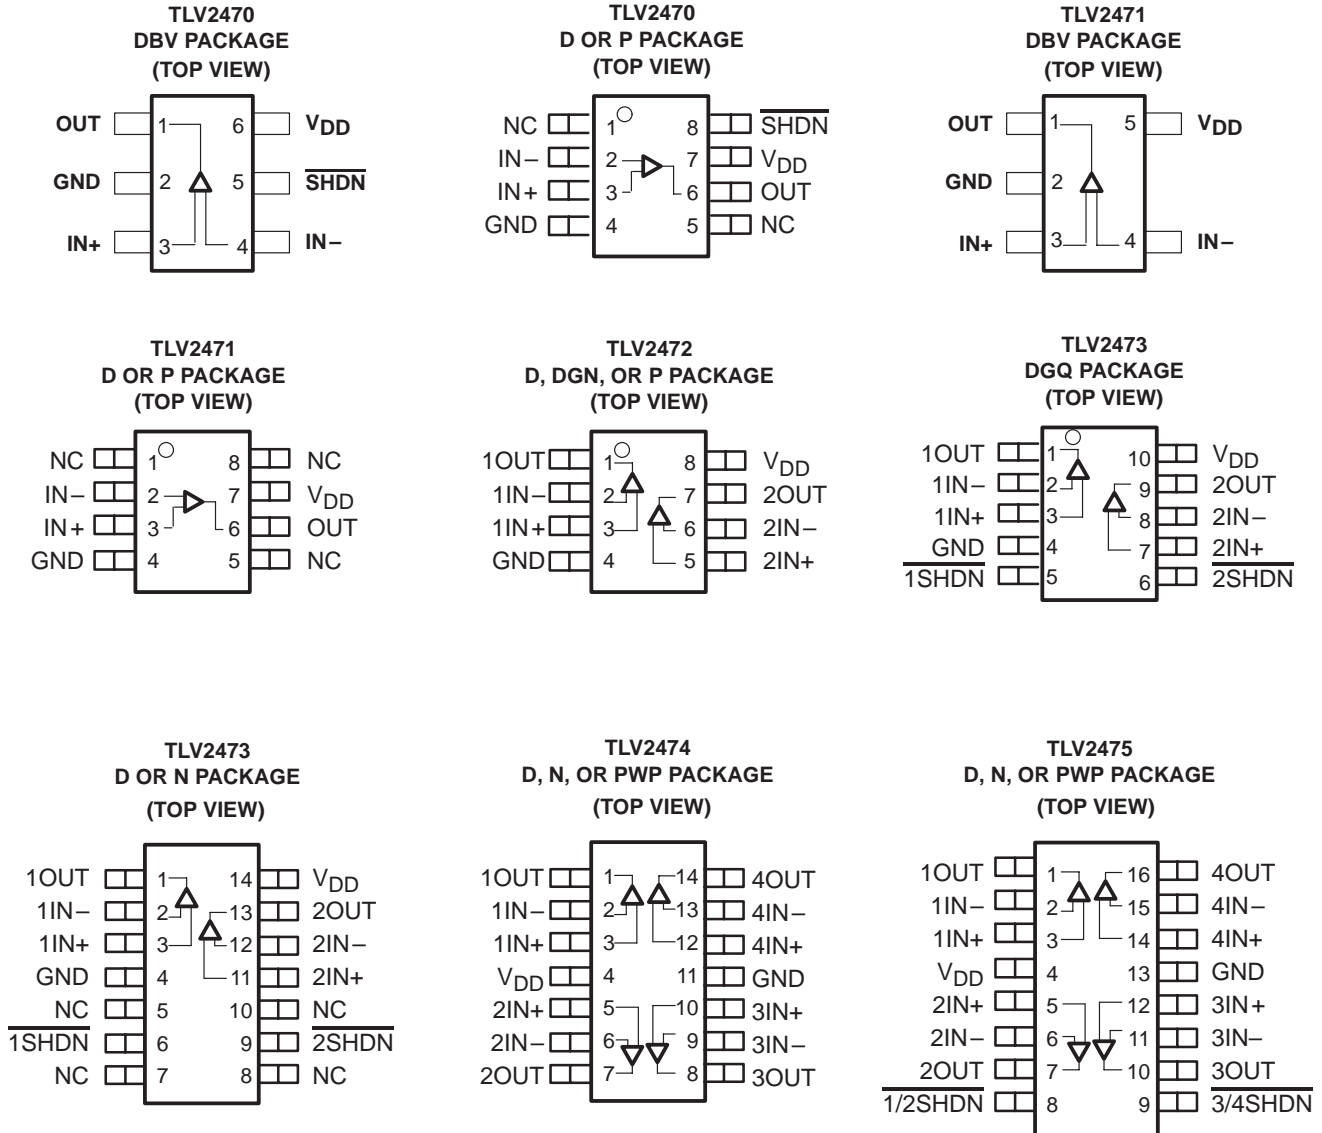 TLV2470
DBV PACKAGE
(TOP VIEW)
OUT 1 6 VDD
GND 2 5 SHDN
IN+ 3 4 IN−
TLV2470
D OR P PACKAGE
(TOP VIEW)
NC 1 8 SHDN
IN− 2 7 VDD
IN+ 3 6 OUT
GND 4 5 NC
TLV2471
DBV PACKAGE
(TOP VIEW)
OUT 1 5 VDD
GND 2
IN+ 3 4 IN−
TLV2471
D OR P PACKAGE
(TOP VIEW)
NC 1 8 NC
IN− 2 7 VDD
IN+ 3 6 OUT
GND 4 5 NC
TLV2472
D, DGN, OR P PACKAGE
(TOP VIEW)
1OUT 1 8 VDD
1IN− 2 7 2OUT
1IN+ 3 6 2IN−
GND 4 5 2IN+
TLV2473
DGQ PACKAGE
(TOP VIEW)
1OUT 1 10 VDD
1IN− 2 9 2OUT
1IN+ 3 8 2IN−
GND 4 7 2IN+
1SHDN 5 6 2SHDN
TLV2473
D OR N PACKAGE
(TOP VIEW)
1OUT 1 14 VDD
1IN− 2 13 2OUT
1IN+ 3 12 2IN−
GND 4 11 2IN+
NC 5 10 NC
1SHDN 6 9 2SHDN
NC 7 8 NC
TLV2474
D, N, OR PWP PACKAGE
(TOP VIEW)
1OUT 1 14 4OUT
1IN− 2 13 4IN−
1IN+ 3 12 4IN+
VDD 4 11 GND
2IN+ 5 10 3IN+
2IN− 6 9 3IN−
2OUT 7 8 3OUT
TLV2475
D, N, OR PWP PACKAGE
(TOP VIEW)
1OUT 1 16 4OUT
1IN− 2 15 4IN−
1IN+ 3 14 4IN+
VDD 4 13 GND
2IN+ 5 12 3IN+
2IN− 6 11 3IN−
2OUT 7 10 3OUT
1/2SHDN 8 9 3/4SHDN